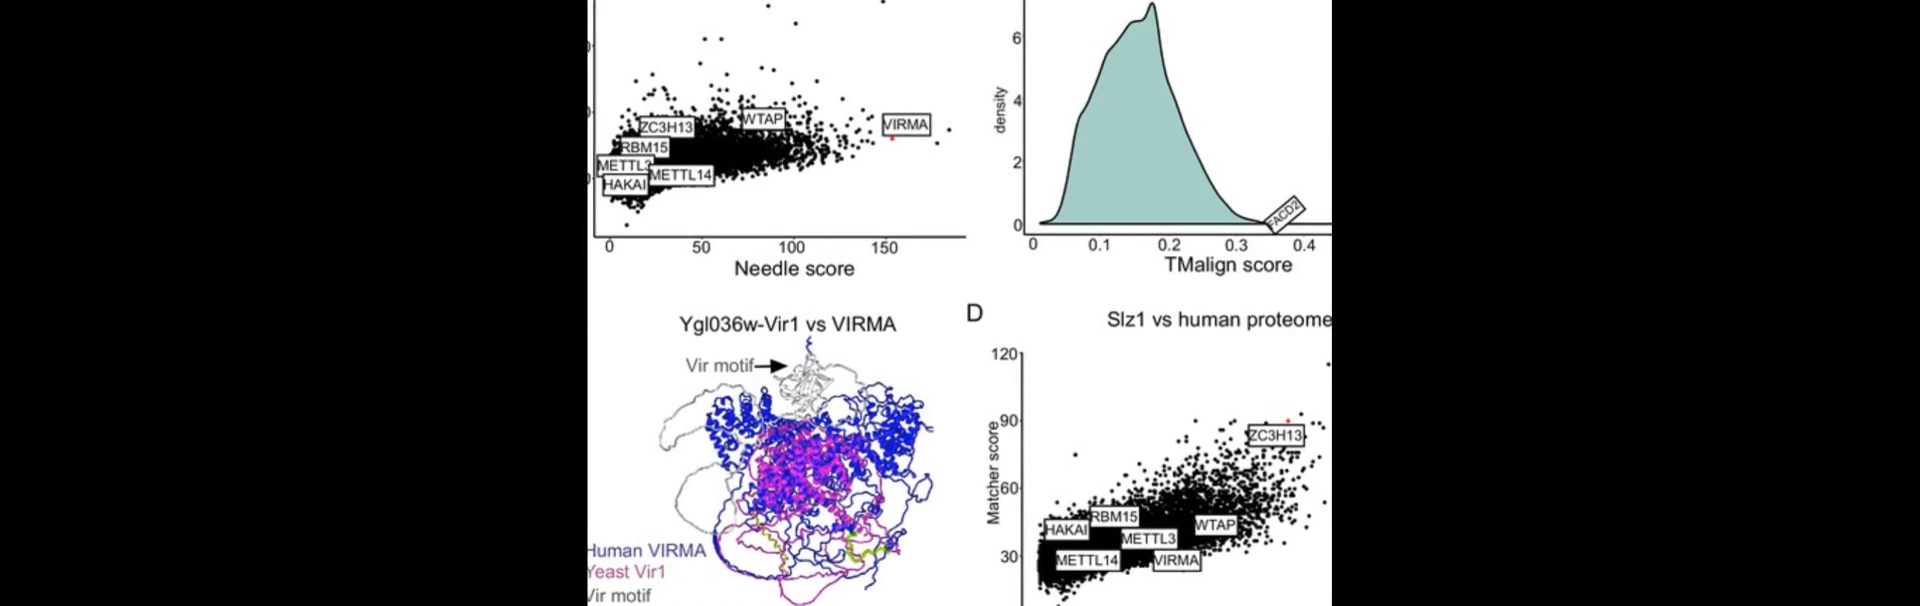 ZC3H13
WTAP
VIRMA
RBM15
METTL3
METTL14
HAKAI
0 50 100 150
Needle score
6
4
2
0
density
FACD2
0 0.1 0.2 0.3 0.4
TMalign score
Ygl036w-Vir1 vs VIRMA
Vir motif
Human VIRMA
Yeast Vir1
Vir motif
D
Slz1 vs human proteome
120
90
60
30
Matcher score
ZC3H13
RBM15
HAKAI
WTAP
METTL3
METTL14
VIRMA